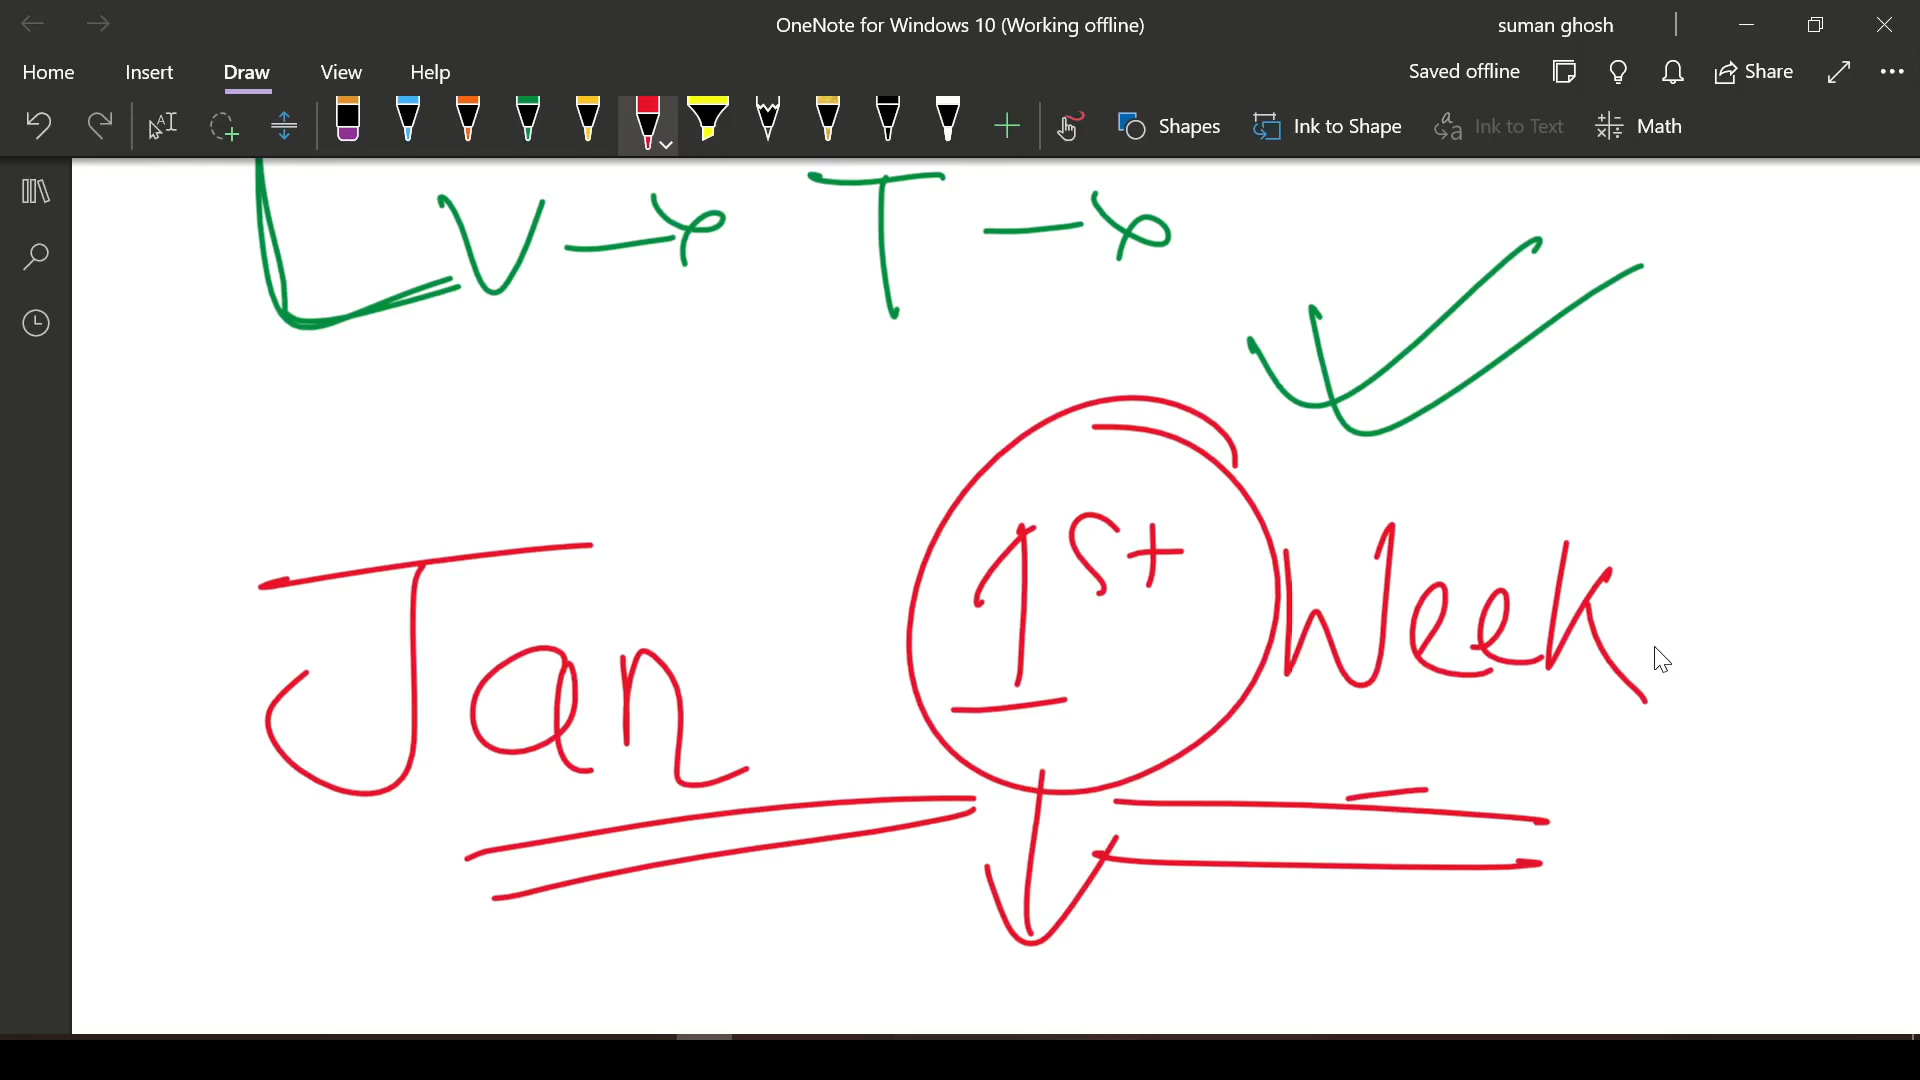 OneNote for Windows 10 (Working offline)
suman ghosh
Home Insert Draw View Help
Saved offline Share
Shapes Ink to Shape Ink to Text Math
V T
Jan 1st Week